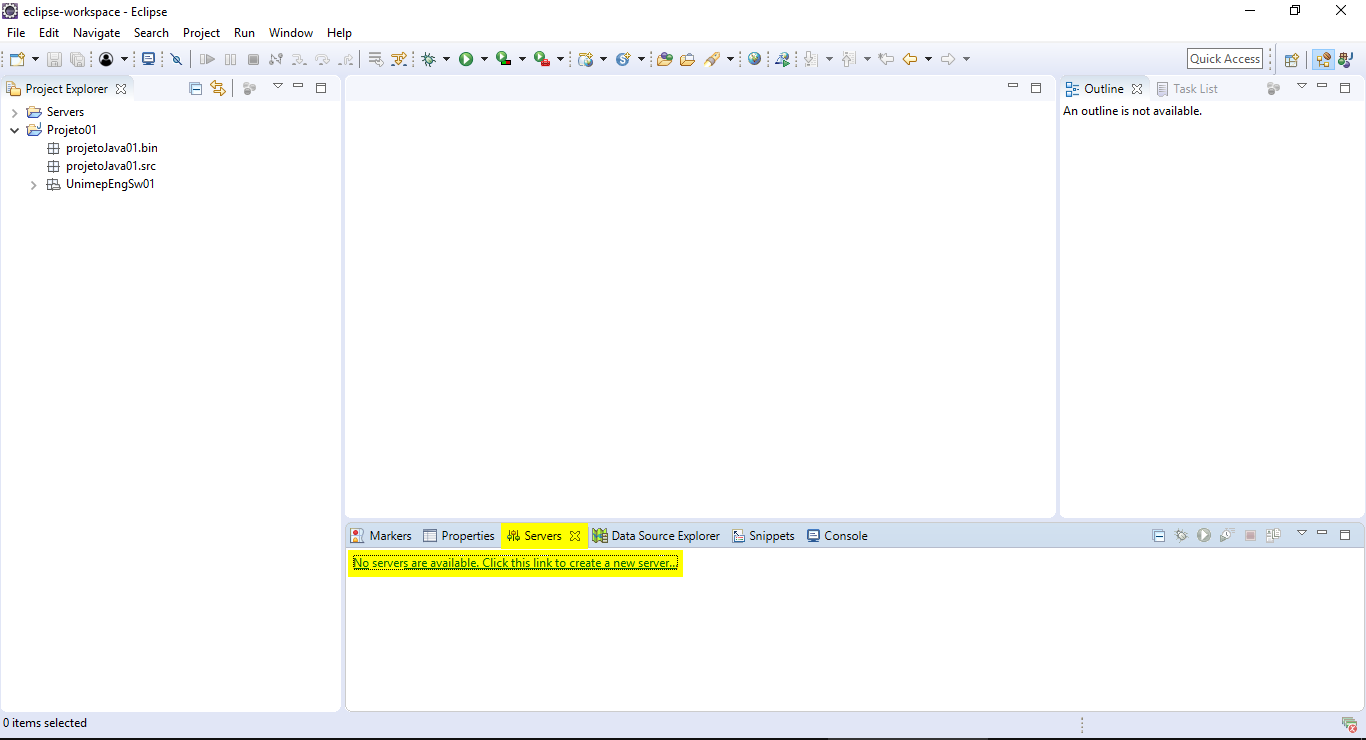 eclipse-workspace - Eclipse
File Edit Navigate Search Project Run Window Help
Quick Access
Project Explorer
Servers
Projeto01
projetoJava01.bin
projetoJava01.src
UnimepEngSw01
Outline Task List
An outline is not available.
Markers Properties Servers Data Source Explorer Snippets Console
No servers are available. Click this link to create a new server...
0 items selected